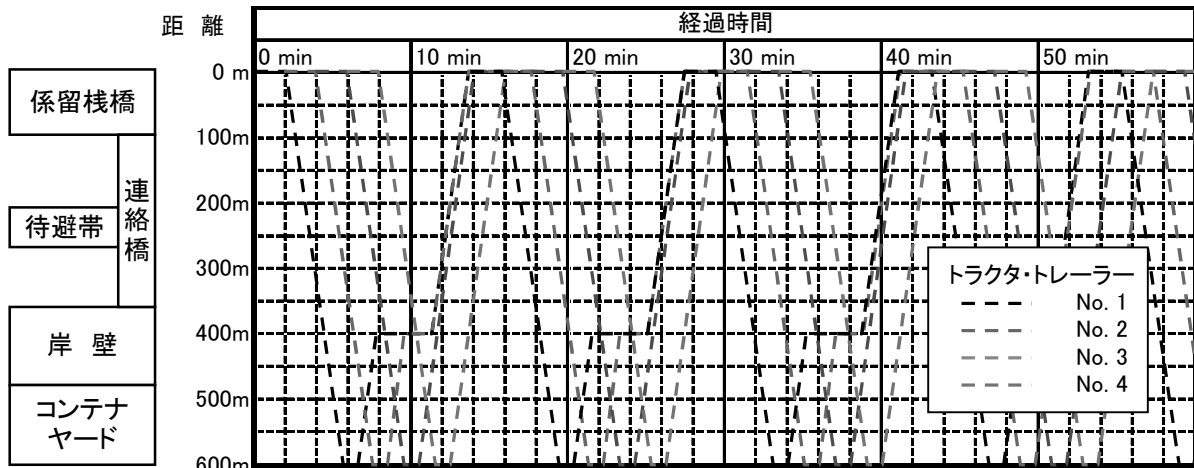 距 離
経過時間
0 min
10 min
20 min
30 min
40 min
50 min
0 m
100m
200m
300m
400m
500m
600m
係留桟橋
連絡橋
待避帯
岸 壁
コンテナ
ヤード
トラクタ・トレーラー
No. 1
No. 2
No. 3
No. 4